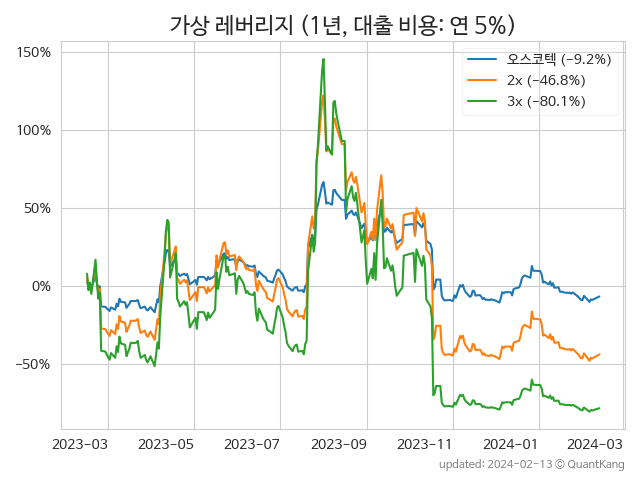 가상 레버리지 (1년, 대출 비용: 연 5%)
150%
100%
50%
0%
−50%
오스코텍 (-9.2%)
2x (-46.8%)
3x (-80.1%)
2023-03 2023-05 2023-07 2023-09 2023-11 2024-01 2024-03
updated: 2024-02-13 © QuantKang